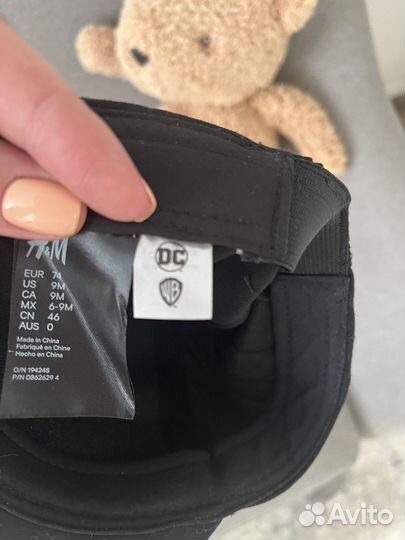 H&M
EUR 74
US 9M
CA 9M
MX 6-9M
CN 46
AUS 0
Made in China
Fabriqué en Chine
Hecho en China
O/N 194248
P/N 0862629 4
DC
WB
Avito